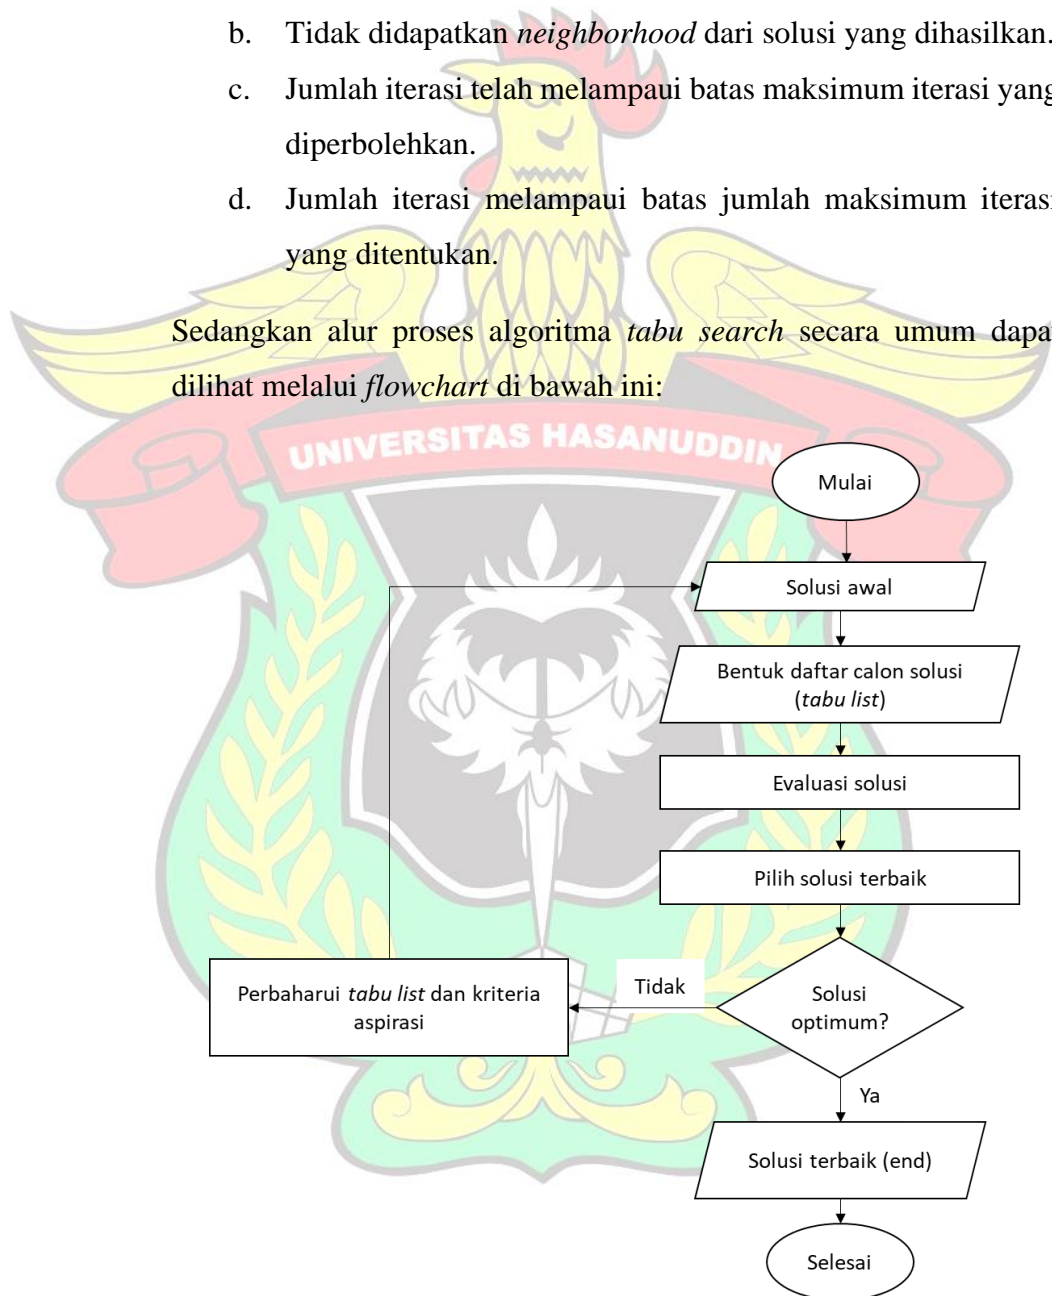 b. Tidak didapatkan neighborhood dari solusi yang dihasilkan.
c. Jumlah iterasi telah melampaui batas maksimum iterasi yang
diperbolehkan.
d. Jumlah iterasi melampaui batas jumlah maksimum iterasi
yang ditentukan.
Sedangkan alur proses algoritma tabu search secara umum dapat
dilihat melalui flowchart di bawah ini:
UNIVERSITAS HASANUDDIN
Mulai
Solusi awal
Bentuk daftar calon solusi
(tabu list)
Evaluasi solusi
Pilih solusi terbaik
Solusi
optimum?
Tidak
Perbaharui tabu list dan kriteria
aspirasi
Ya
Solusi terbaik (end)
Selesai